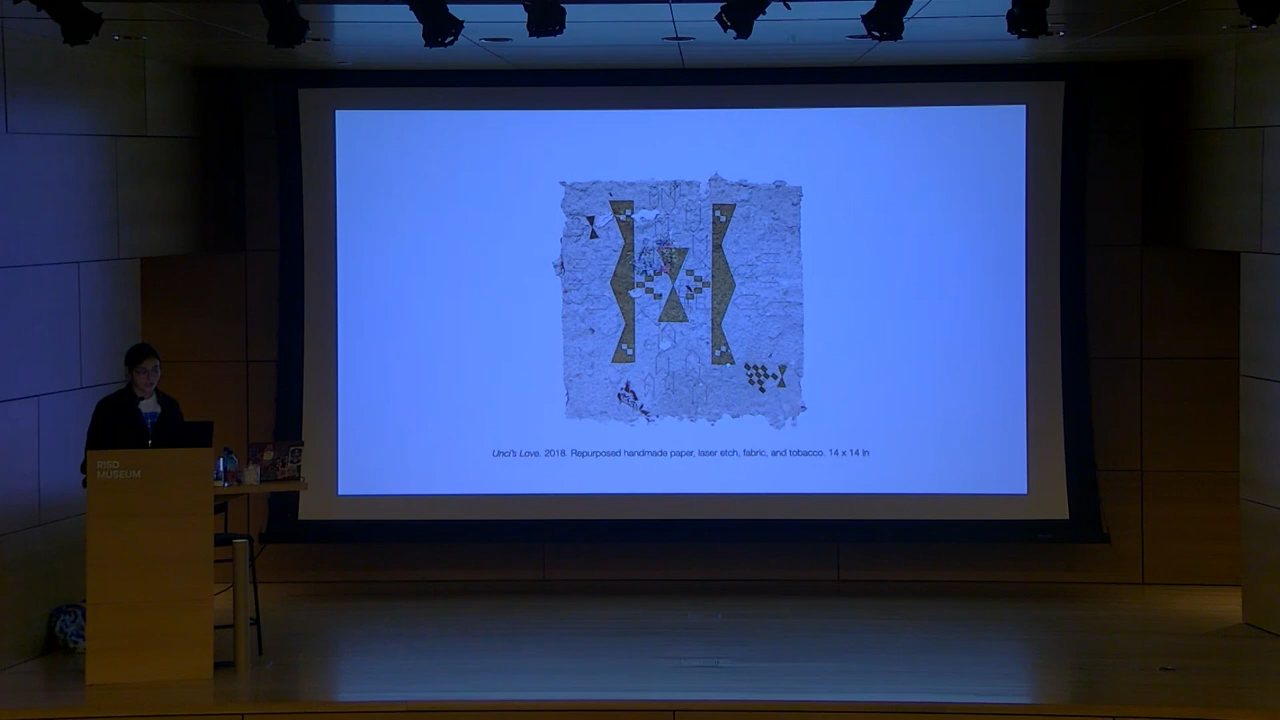 Unci's Love. 2018. Repurposed handmade paper, laser etch, fabric, and tobacco. 14 x 14 in
RISD
MUSEUM